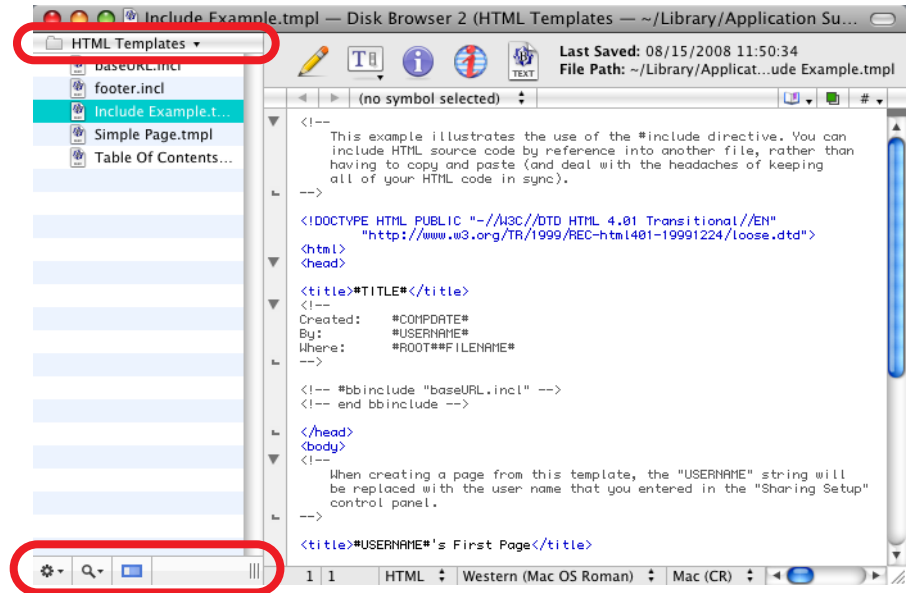 Include Example.tmpl — Disk Browser 2 (HTML Templates — ~/Library/Application Su...
HTML Templates
baseURL.incl
footer.incl
Include Example.t...
Simple Page.tmpl
Table Of Contents...
TEXT
Last Saved: 08/15/2008 11:50:34
File Path: ~/Library/Applicat...ude Example.tmpl
(no symbol selected)
#
<!--
This example illustrates the use of the #include directive. You can
include HTML source code by reference into another file, rather than
having to copy and paste (and deal with the headaches of keeping
all of your HTML code in sync).
-->
<!DOCTYPE HTML PUBLIC "-//W3C//DTD HTML 4.01 Transitional//EN"
"http://www.w3.org/TR/1999/REC-html401-19991224/loose.dtd">
<html>
<head>
<title>#TITLE#</title>
<!--
Created: #COMPDATE#
By: #USERNAME#
Where: #ROOT##FILENAME#
-->
<!-- #bbinclude "baseURL.incl" -->
<!-- end bbinclude -->
</head>
<body>
<!--
When creating a page from this template, the "USERNAME" string will
be replaced with the user name that you entered in the "Sharing Setup"
control panel.
-->
<title>#USERNAME#'s First Page</title>
1 1 HTML Western (Mac OS Roman) Mac (CR)